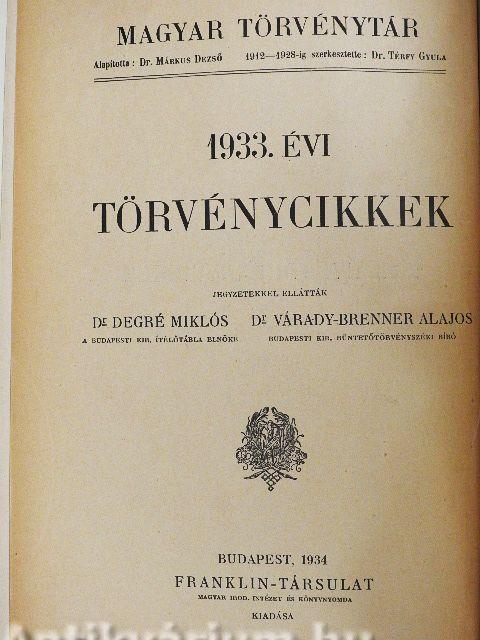 MAGYAR TÖRVÉNYTÁR
Alapította: Dr. MÁRKUS DEZSŐ 1912—1928-ig szerkesztette: Dr. TÉRFY GYULA
1933. ÉVI
TÖRVÉNYCIKKEK
JEGYZETEKKEL ELLÁTTÁK
Dr DEGRÉ MIKLÓS Dr VÁRADY-BRENNER ALAJOS
A BUDAPESTI KIR. ÍTÉLŐTÁBLA ELNÖKE BUDAPESTI KIR. BÜNTETŐTÖRVÉNYSZÉKI BÍRÓ
BUDAPEST, 1934
FRANKLIN-TÁRSULAT
MAGYAR IROD. INTÉZET ÉS KÖNYVNYOMDA
KIADÁSA
Antikvárium.hu